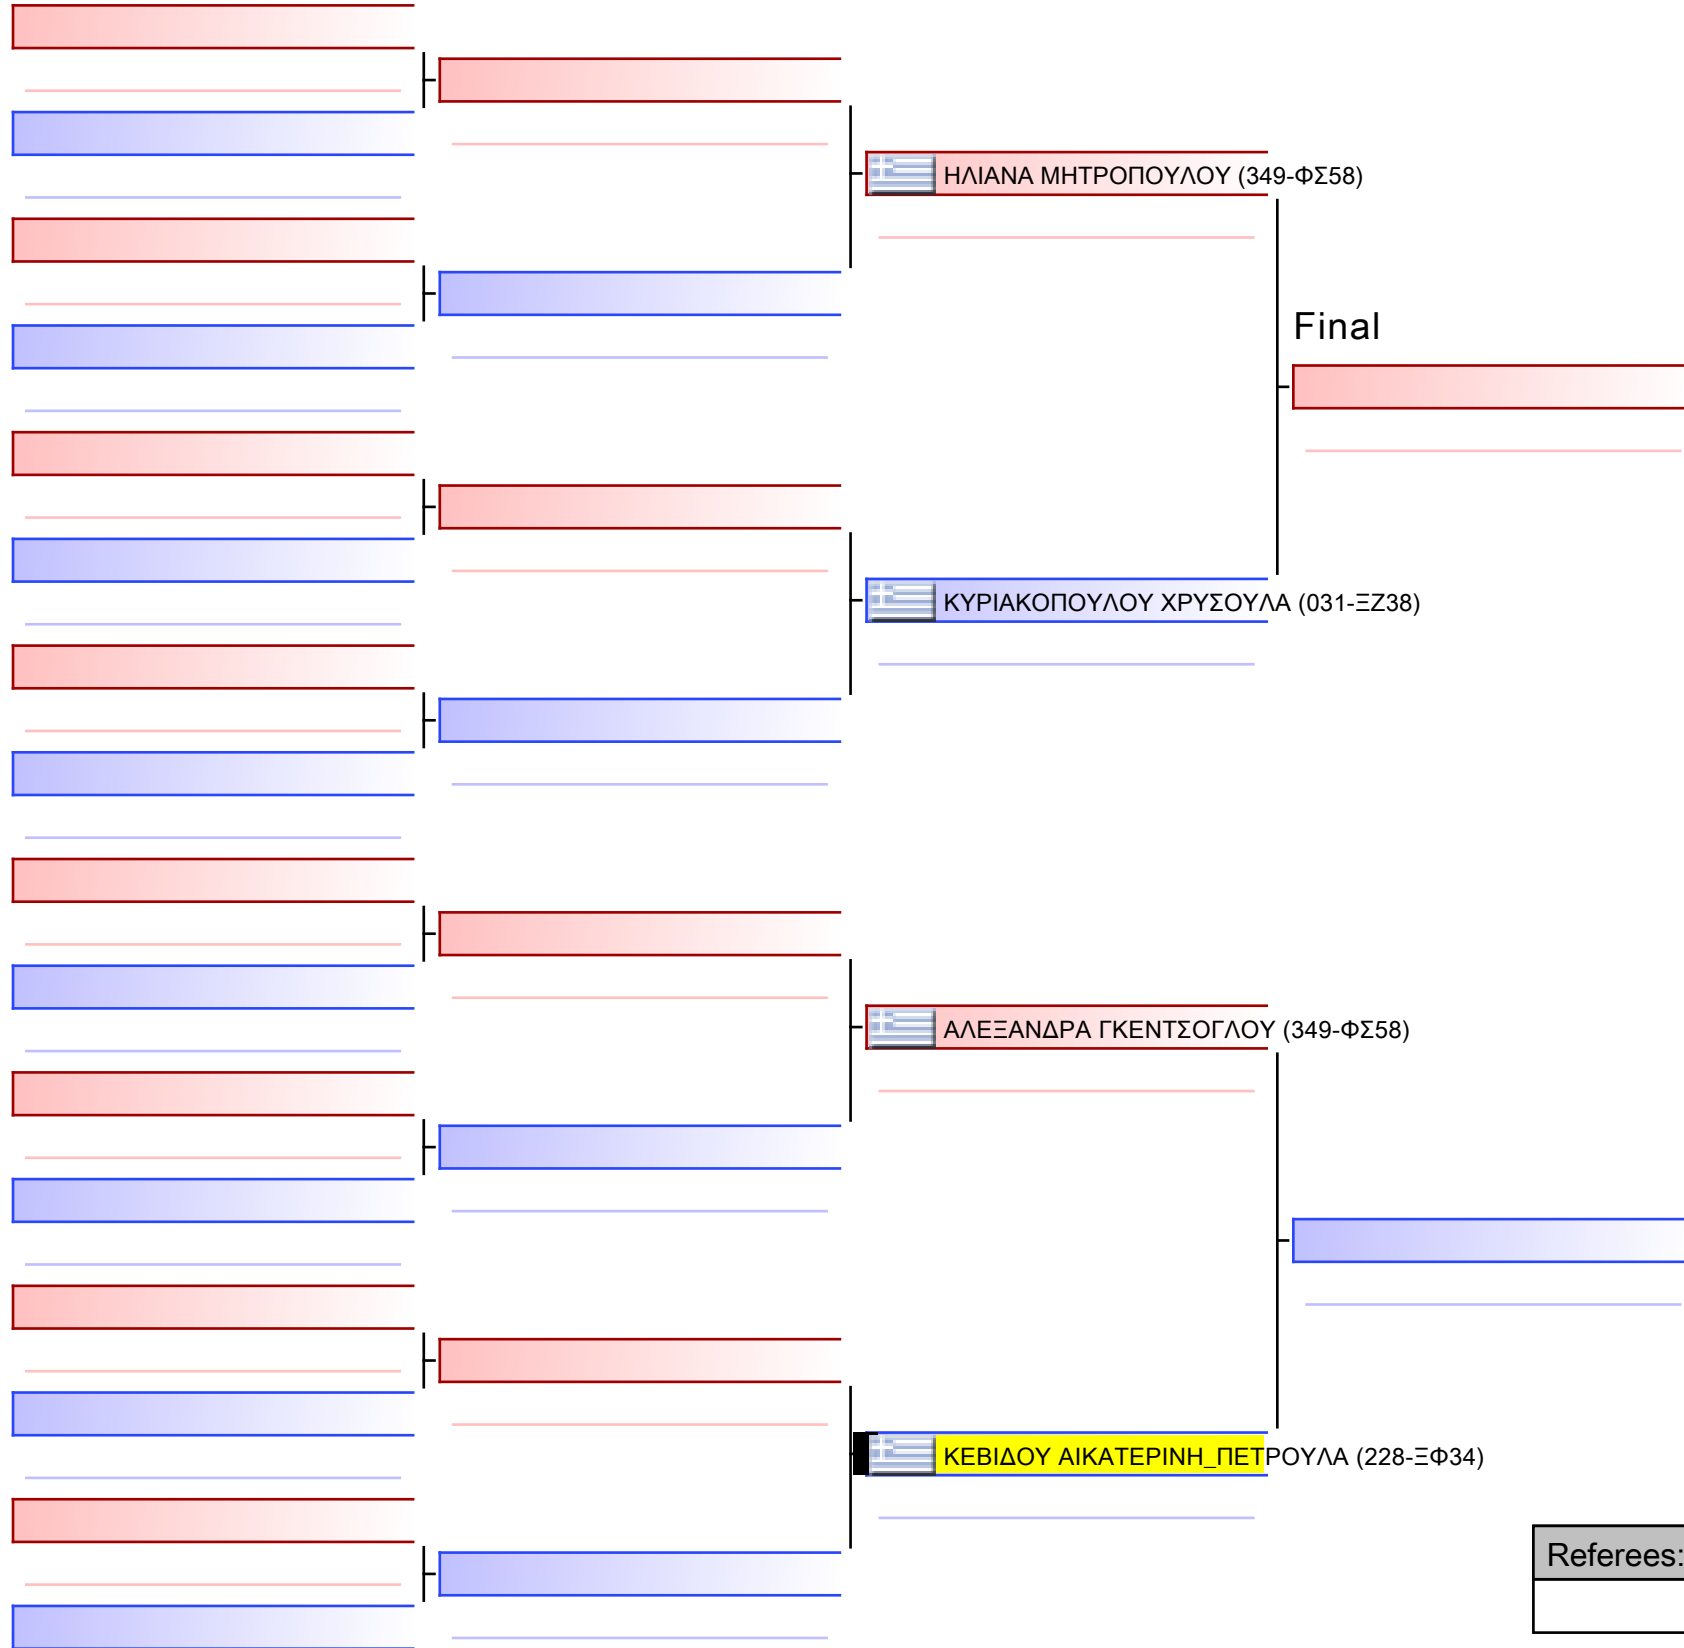 ΗΛΙΑΝΑ ΜΗΤΡΟΠΟΥΛΟΥ (349-ΦΣ58)
Final
ΚΥΡΙΑΚΟΠΟΥΛΟΥ ΧΡΥΣΟΥΛΑ (031-ΞΖ38)
ΑΛΕΞΑΝΔΡΑ ΓΚΕΝΤΣΟΓΛΟΥ (349-ΦΣ58)
ΚΕΒΙΔΟΥ ΑΙΚΑΤΕΡΙΝΗ_ΠΕΤΡΟΥΛΑ (228-ΞΦ34)
Referees: